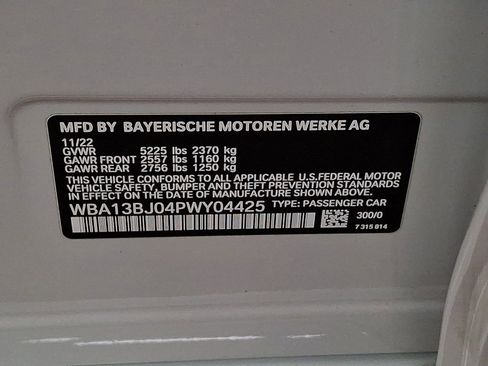 MFD BY BAYERISCHE MOTOREN WERKE AG
11/22
GVWR 5225 lbs 2370 kg
GAWR FRONT 2557 lbs 1160 kg
GAWR REAR 2756 lbs 1250 kg
THIS VEHICLE CONFORMS TO ALL APPLICABLE U.S.FEDERAL MOTOR
VEHICLE SAFETY, BUMPER AND THEFT PREVENTION STANDARDS
IN EFFECT ON THE DATE OF MANUFACTURE SHOWN ABOVE.
WBA13BJ04PWY04425 TYPE: PASSENGER CAR
300/0
7 315 814